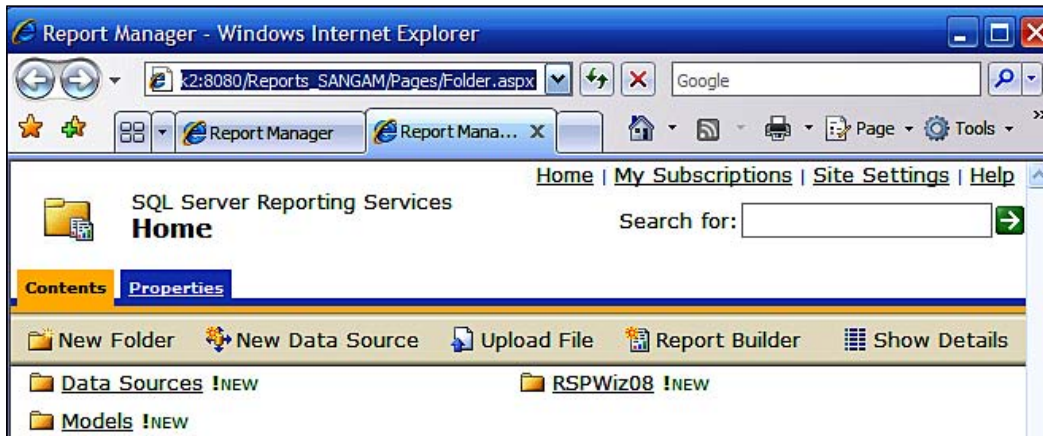 Report Manager - Windows Internet Explorer
k2:8080/Reports_SANGAM/Pages/Folder.aspx
Google
Report Manager
Report Mana... X
Page
Tools
»
Home | My Subscriptions | Site Settings | Help
SQL Server Reporting Services
Home
Search for:
Contents
Properties
New Folder
New Data Source
Upload File
Report Builder
Show Details
Data Sources !NEW
RSPWiz08 !NEW
Models !NEW